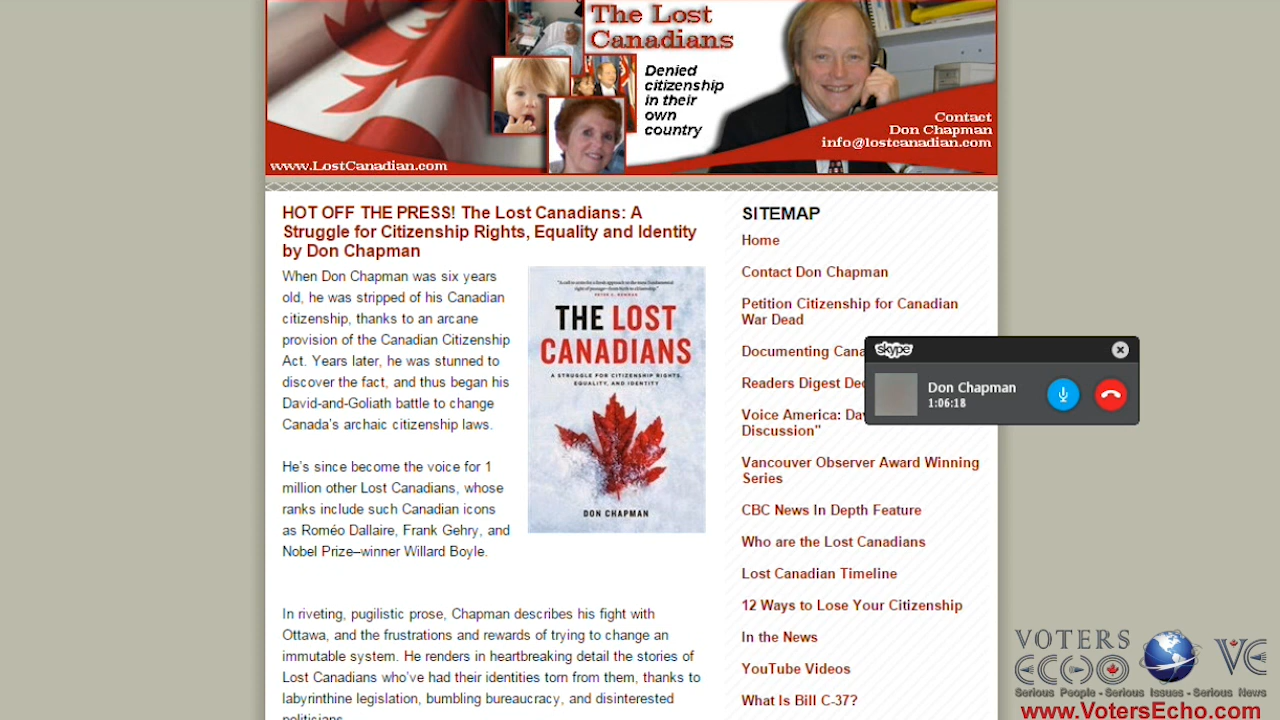 The Lost
Canadians
Denied
citizenship
in their
own
country
Contact
Don Chapman
info@lostcanadian.com
www.LostCanadian.com
HOT OFF THE PRESS! The Lost Canadians: A
Struggle for Citizenship Rights, Equality and Identity
by Don Chapman
When Don Chapman was six years
old, he was stripped of his Canadian
citizenship, thanks to an arcane
provision of the Canadian Citizenship
Act. Years later, he was stunned to
discover the fact, and thus began his
David-and-Goliath battle to change
Canada's archaic citizenship laws.
He's since become the voice for 1
million other Lost Canadians, whose
ranks include such Canadian icons
as Roméo Dallaire, Frank Gehry, and
Nobel Prize–winner Willard Boyle.
THE LOST
CANADIANS
A STRUGGLE FOR CITIZENSHIP RIGHTS,
EQUALITY, AND IDENTITY
DON CHAPMAN
In riveting, pugilistic prose, Chapman describes his fight with
Ottawa, and the frustrations and rewards of trying to change an
immutable system. He renders in heartbreaking detail the stories of
Lost Canadians who've had their identities torn from them, thanks to
labyrinthine legislation, bumbling bureaucracy, and disinterested
politicians.
SITEMAP
Home
Contact Don Chapman
Petition Citizenship for Canadian
War Dead
Documenting Cana
Readers Digest Dec
Voice America: Dav
Discussion"
Vancouver Observer Award Winning
Series
CBC News In Depth Feature
Who are the Lost Canadians
Lost Canadian Timeline
12 Ways to Lose Your Citizenship
In the News
YouTube Videos
What Is Bill C-37?
skype
Don Chapman
1:06:18
VOTERS
ECHO
VE
Serious People - Serious Issues - Serious News
www.VotersEcho.com